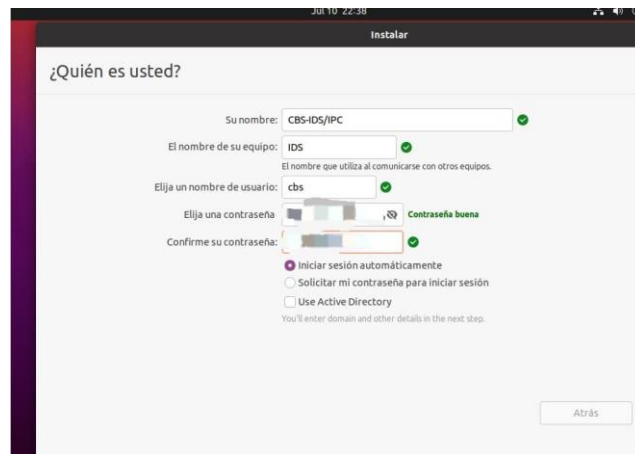 Jul 10 22:38
Instalar
¿Quién es usted?
Su nombre: CBS-IDS/IPC
El nombre de su equipo: IDS
El nombre que utiliza al comunicarse con otros equipos.
Elija un nombre de usuario: cbs
Elija una contraseña Contraseña buena
Confirme su contraseña:
Iniciar sesión automáticamente
Solicitar mi contraseña para iniciar sesión
Use Active Directory
You'll enter domain and other details in the next step.
Atrás